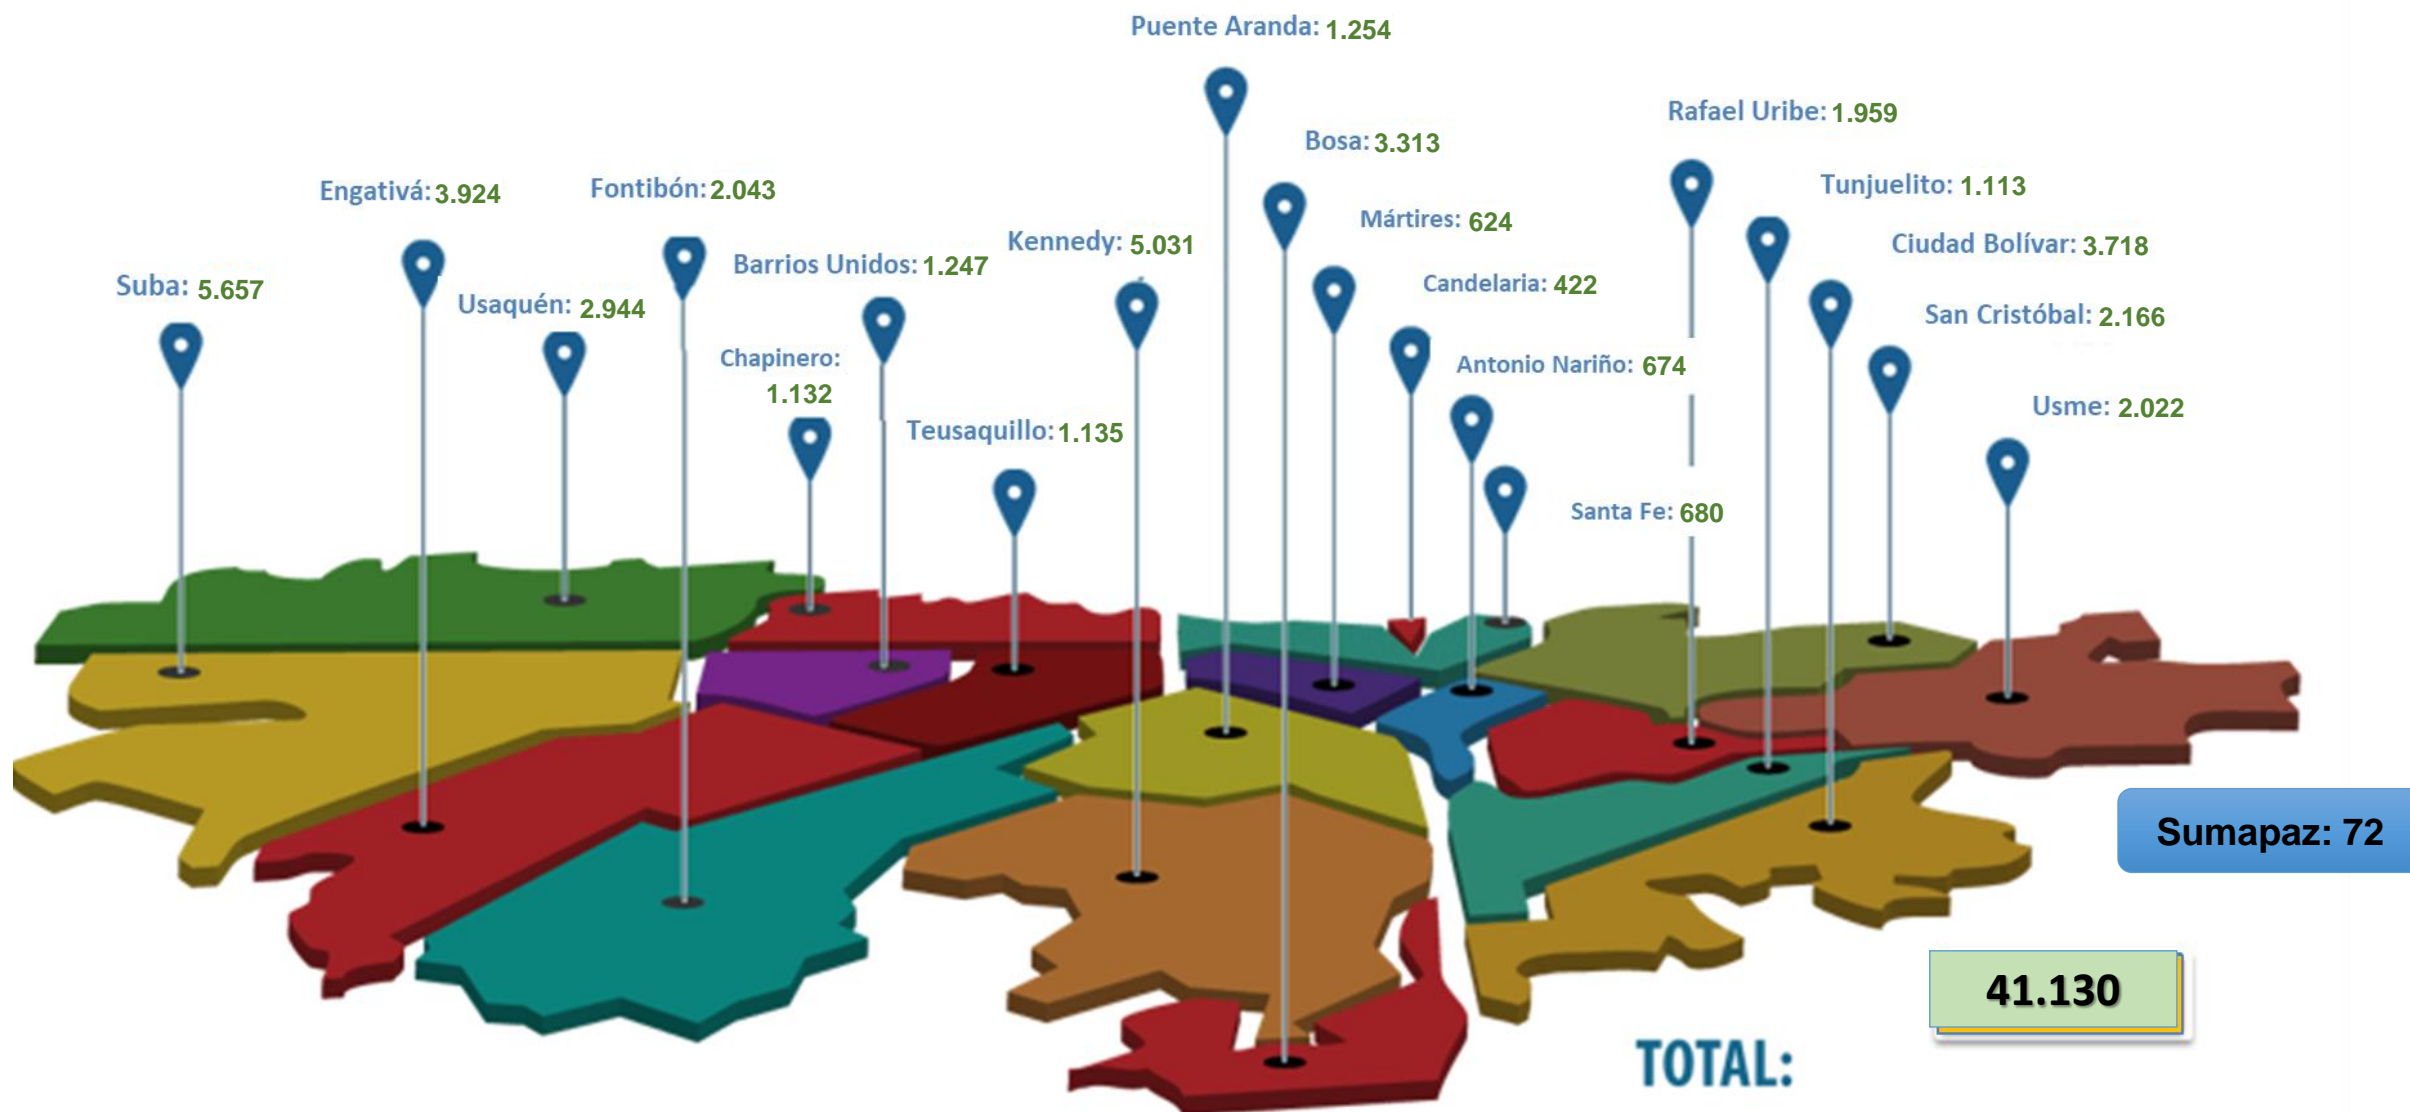 Puente Aranda: 1.254
Rafael Uribe: 1.959
Bosa: 3.313
Tunjuelito: 1.113
Engativá: 3.924
Fontibón: 2.043
Mártires: 624
Kennedy: 5.031
Ciudad Bolívar: 3.718
Barrios Unidos: 1.247
Suba: 5.657
Candelaria: 422
Usaquén: 2.944
San Cristóbal: 2.166
Chapinero:
1.132
Antonio Nariño: 674
Usme: 2.022
Teusaquillo: 1.135
Santa Fe: 680
Sumapaz: 72
41.130
TOTAL: